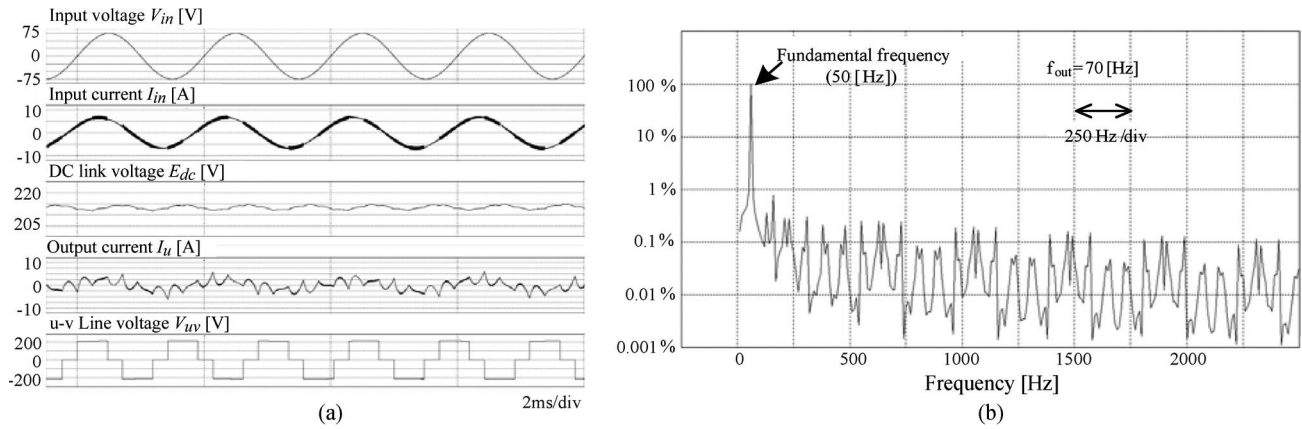 Input voltage Vin [V]
75
0
-75
Input current Iin [A]
10
0
-10
DC link voltage Edc [V]
220
205
Output current Iu [A]
10
0
-10
u-v Line voltage Vuv [V]
200
0
-200
2ms/div
(a)
Fundamental frequency
(50 [Hz])
fout=70 [Hz]
250 Hz /div
100 %
10 %
1 %
0.1 %
0.01 %
0.001 %
0
500
1000
1500
2000
Frequency [Hz]
(b)